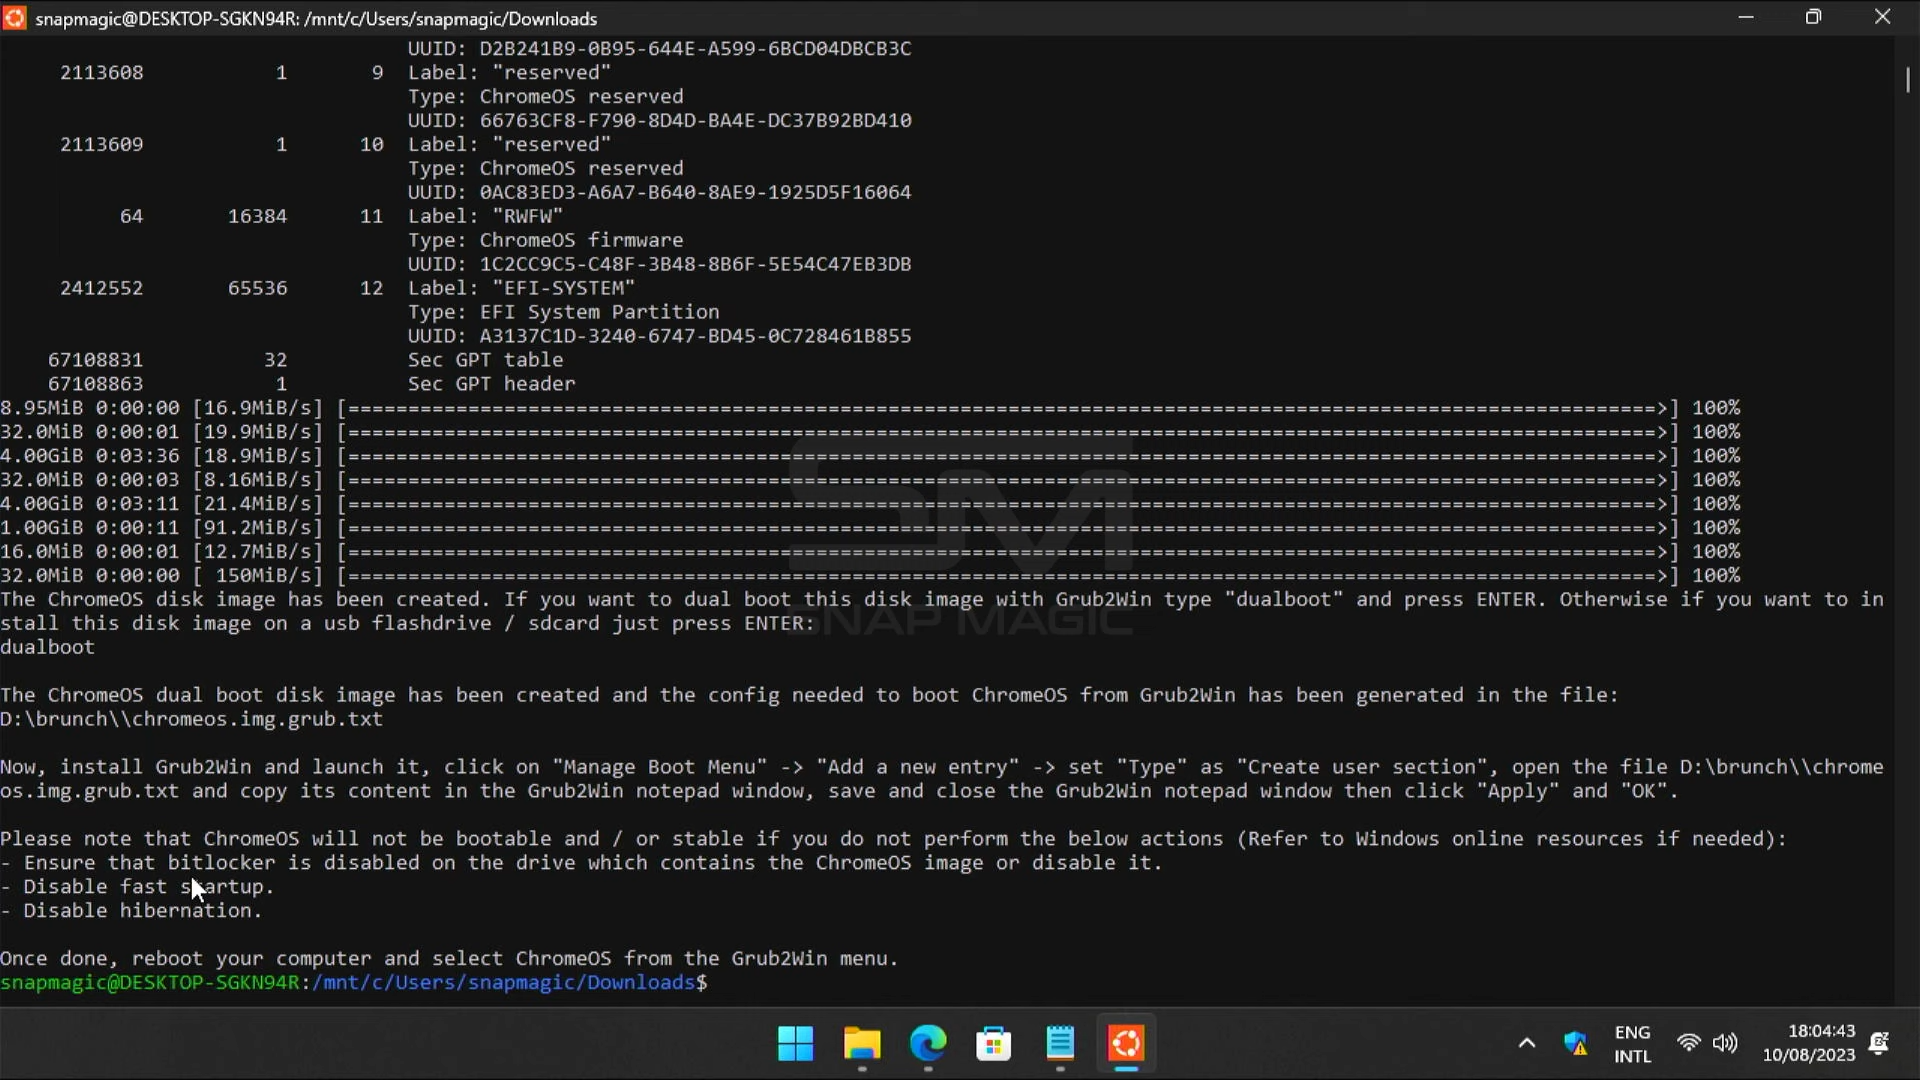 snapmagic@DESKTOP-SGKN94R: /mnt/c/Users/snapmagic/Downloads
UUID: D2B241B9-0B95-644E-A599-6BCD04DBCB3C
2113608 1 9 Label: "reserved"
Type: ChromeOS reserved
UUID: 66763CF8-F790-8D4D-BA4E-DC37B92BD410
2113609 1 10 Label: "reserved"
Type: ChromeOS reserved
UUID: 0AC83ED3-A6A7-B640-8AE9-1925D5F16064
64 16384 11 Label: "RWFW"
Type: ChromeOS firmware
UUID: 1C2CC9C5-C48F-3B48-8B6F-5E54C47EB3DB
2412552 65536 12 Label: "EFI-SYSTEM"
Type: EFI System Partition
UUID: A3137C1D-3240-6747-BD45-0C728461B855
67108831 32 Sec GPT table
67108863 1 Sec GPT header
8.95MiB 0:00:00 [16.9MiB/s] [==============================>] 100%
32.0MiB 0:00:01 [19.9MiB/s] [==============================>] 100%
4.00GiB 0:03:36 [18.9MiB/s] [==============================>] 100%
32.0MiB 0:00:03 [8.16MiB/s] [==============================>] 100%
4.00GiB 0:03:11 [21.4MiB/s] [==============================>] 100%
1.00GiB 0:00:11 [91.2MiB/s] [==============================>] 100%
16.0MiB 0:00:01 [12.7MiB/s] [==============================>] 100%
32.0MiB 0:00:00 [ 150MiB/s] [==============================>] 100%
The ChromeOS disk image has been created. If you want to dual boot this disk image with Grub2Win type "dualboot" and press ENTER. Otherwise if you want to in
stall this disk image on a usb flashdrive / sdcard just press ENTER:
dualboot
The ChromeOS dual boot disk image has been created and the config needed to boot ChromeOS from Grub2Win has been generated in the file:
D:\brunch\\chromeos.img.grub.txt
Now, install Grub2Win and launch it, click on "Manage Boot Menu" -> "Add a new entry" -> set "Type" as "Create user section", open the file D:\brunch\\chrome
os.img.grub.txt and copy its content in the Grub2Win notepad window, save and close the Grub2Win notepad window then click "Apply" and "OK".
Please note that ChromeOS will not be bootable and / or stable if you do not perform the below actions (Refer to Windows online resources if needed):
- Ensure that bitlocker is disabled on the drive which contains the ChromeOS image or disable it.
- Disable fast startup.
- Disable hibernation.
Once done, reboot your computer and select ChromeOS from the Grub2Win menu.
snapmagic@DESKTOP-SGKN94R:/mnt/c/Users/snapmagic/Downloads$
SM
SNAP MAGIC
ENG
INTL
18:04:43
10/08/2023